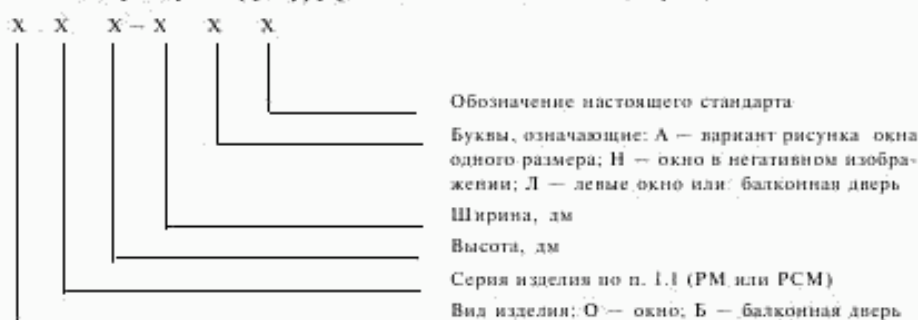 X X X – X X X
Обозначение настоящего стандарта
Буквы, означающие: А — вариант рисунка окна
одного размера; Н — окно в негативном изобра-
жении; Л — левые окно или балконная дверь
Ширина, дм
Высота, дм
Серия изделия по п. 1.1 (РМ или РСМ)
Вид изделия: О — окно; Б — балконная дверь